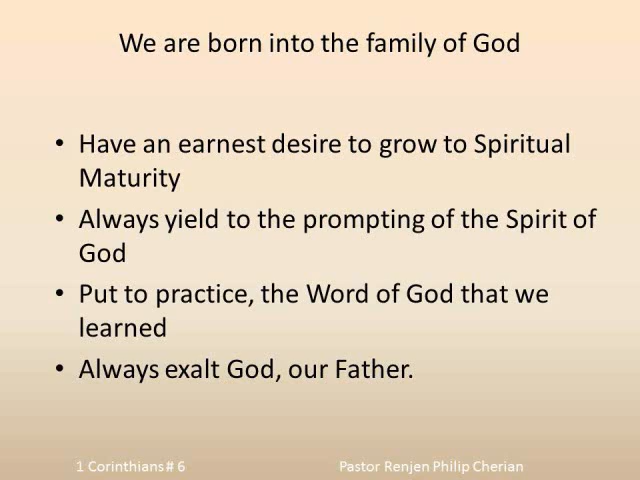 We are born into the family of God
• Have an earnest desire to grow to Spiritual
Maturity
• Always yield to the prompting of the Spirit of
God
• Put to practice, the Word of God that we
learned
• Always exalt God, our Father.
1 Corinthians # 6 Pastor Renjen Philip Cherian